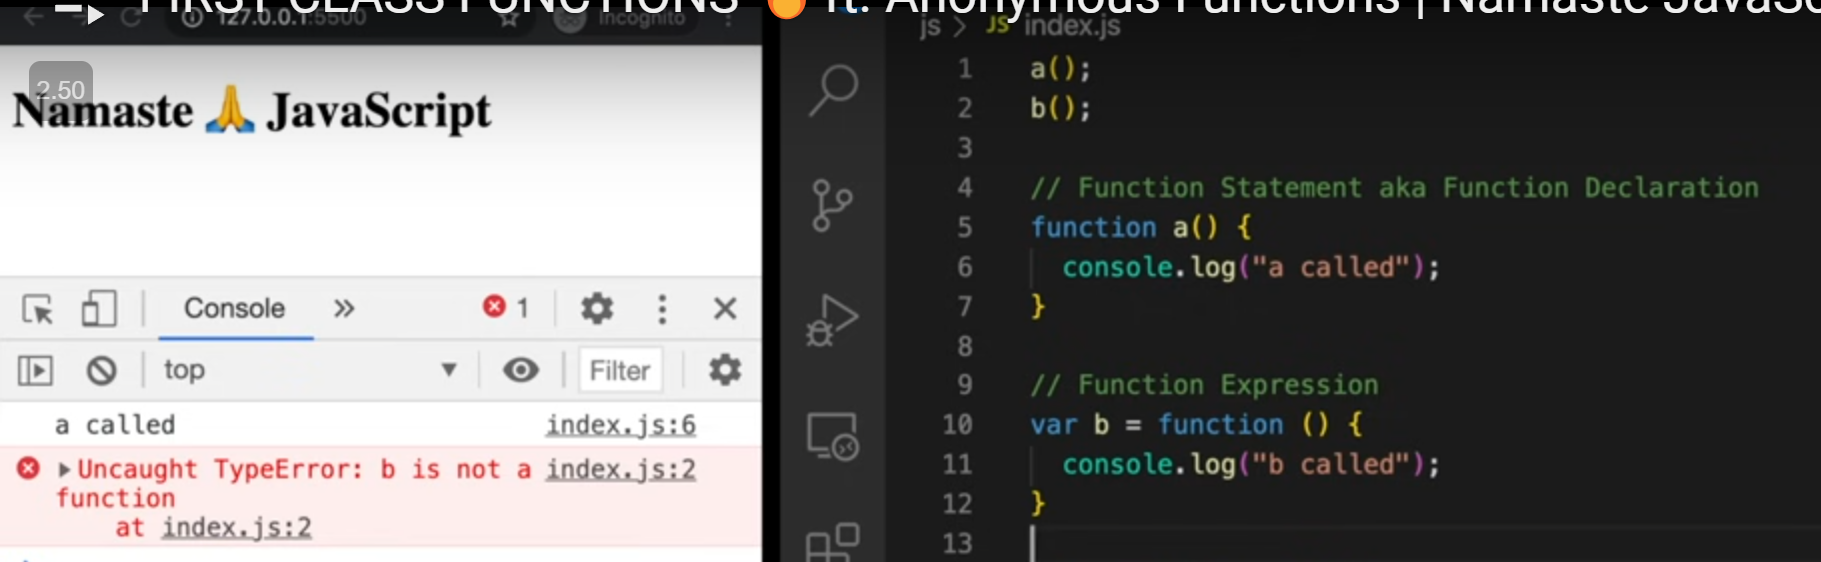 FIRST CLASS FUNCTIONS 🔥 ft. Anonymous Functions | Namaste JavaSc
127.0.0.1:5500
Incognito
2.50
Namaste 🙏 JavaScript
Console
1
top
Filter
a called index.js:6
Uncaught TypeError: b is not a index.js:2
function
at index.js:2
js > JS index.js
1 a();
2 b();
3
4 // Function Statement aka Function Declaration
5 function a() {
6 console.log("a called");
7 }
8
9 // Function Expression
10 var b = function () {
11 console.log("b called");
12 }
13